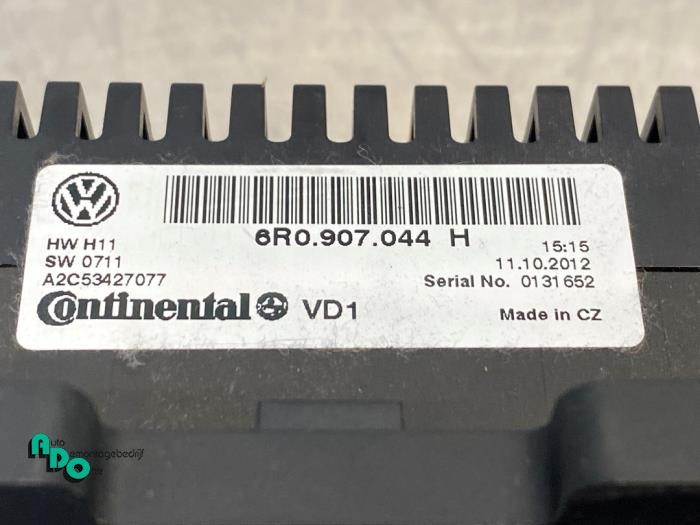 6R0.907.044 H
HW H11
15:15
SW 0711
11.10.2012
A2C53427077
Serial No. 0131652
Continental VD1
Made in CZ
Auto
Demontagebedrijf
ADO